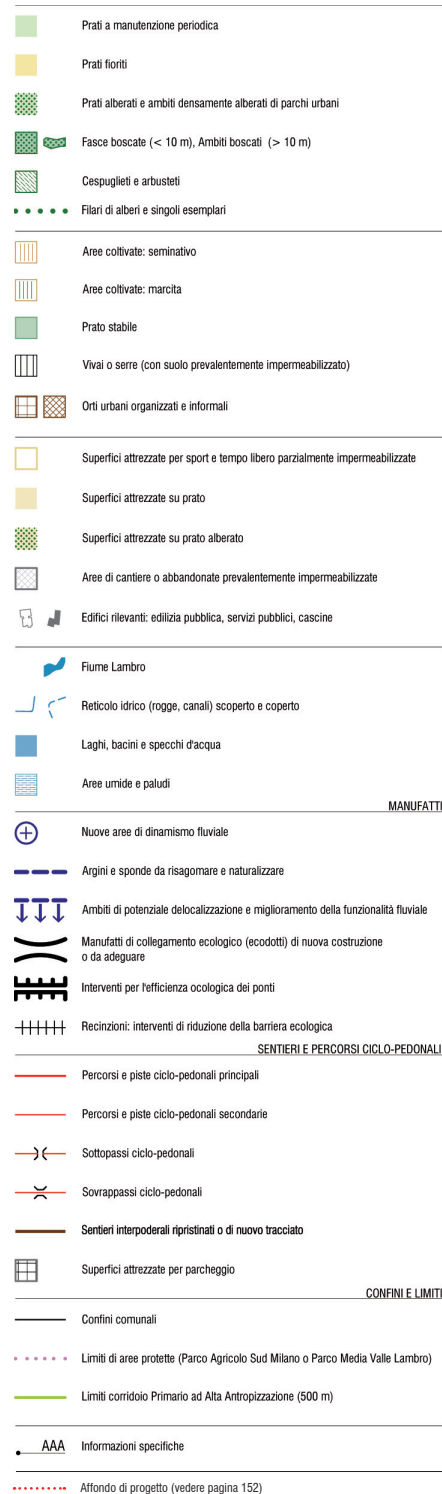 Prati a manutenzione periodica
Prati fioriti
Prati alberati e ambiti densamente alberati di parchi urbani
Fasce boscate (< 10 m), Ambiti boscati (> 10 m)
Cespuglieti e arbusteti
Filari di alberi e singoli esemplari
Aree coltivate: seminativo
Aree coltivate: marcita
Prato stabile
Vivai o serre (con suolo prevalentemente impermeabilizzato)
Orti urbani organizzati e informali
Superfici attrezzate per sport e tempo libero parzialmente impermeabilizzate
Superfici attrezzate su prato
Superfici attrezzate su prato alberato
Aree di cantiere o abbandonate prevalentemente impermeabilizzate
Edifici rilevanti: edilizia pubblica, servizi pubblici, cascine
Fiume Lambro
Reticolo idrico (rogge, canali) scoperto e coperto
Laghi, bacini e specchi d'acqua
Aree umide e paludi
MANUFATTI
Nuove aree di dinamismo fluviale
Argini e sponde da risagomare e naturalizzare
Ambiti di potenziale delocalizzazione e miglioramento della funzionalità fluviale
Manufatti di collegamento ecologico (ecodotti) di nuova costruzione
o da adeguare
Interventi per l'efficienza ocologica dei ponti
Recinzioni: interventi di riduzione della barriera ecologica
SENTIERI E PERCORSI CICLO-PEDONALI
Percorsi e piste ciclo-pedonali principali
Percorsi e piste ciclo-pedonali secondarie
Sottopassi ciclo-pedonali
Sovrappassi ciclo-pedonali
Sentieri interpoderali ripristinati o di nuovo tracciato
Superfici attrezzate per parcheggio
CONFINI E LIMITI
Confini comunali
Limiti di aree protette (Parco Agricolo Sud Milano o Parco Media Valle Lambro)
Limiti corridoio Primario ad Alta Antropizzazione (500 m)
AAA Informazioni specifiche
Affondo di progetto (vedere pagina 152)